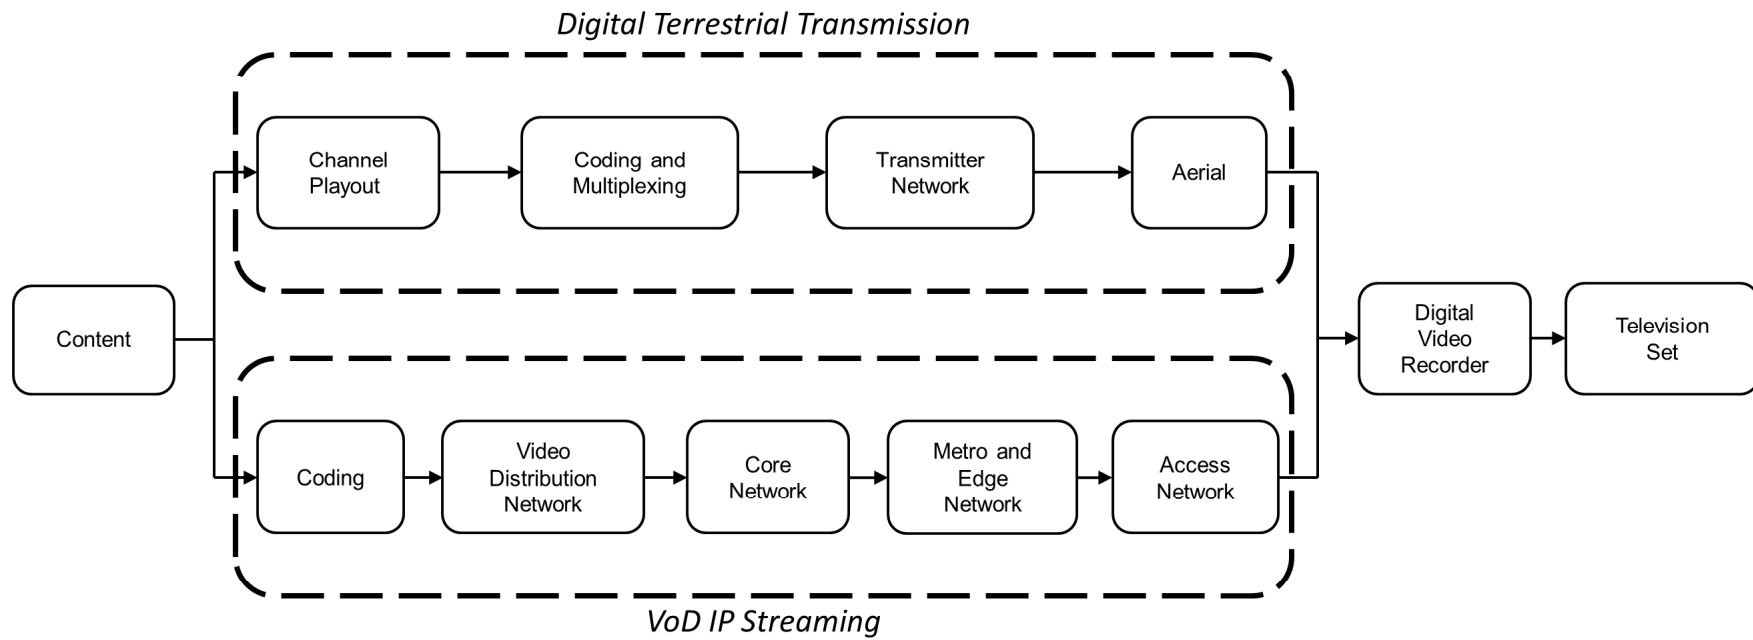 Digital Terrestrial Transmission
Channel
Playout
Coding and
Multiplexing
Transmitter
Network
Aerial
Content
Digital
Video
Recorder
Television
Set
Coding
Video
Distribution
Network
Core
Network
Metro and
Edge
Network
Access
Network
VoD IP Streaming